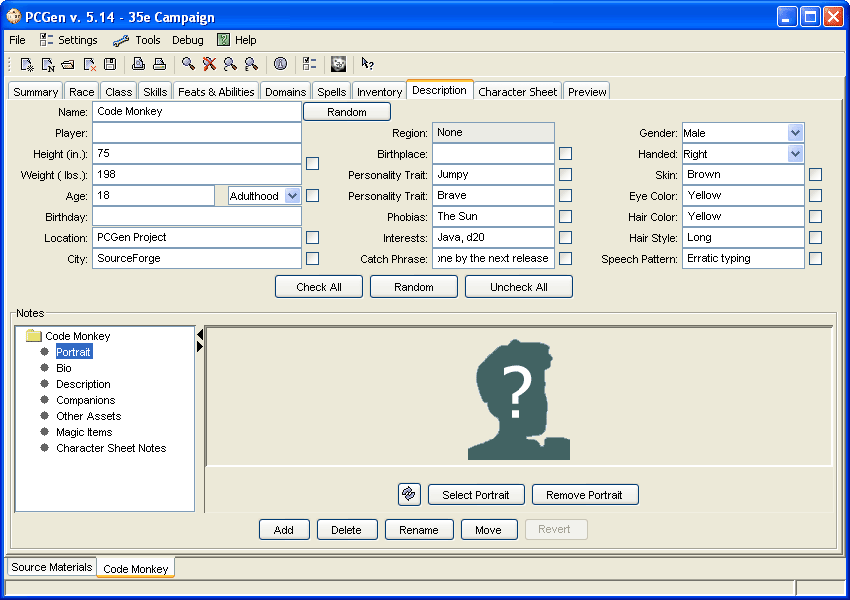 PCGen v. 5.14 - 35e Campaign
File Settings Tools Debug Help
Summary Race Class Skills Feats & Abilities Domains Spells Inventory Description Character Sheet Preview
Name: Code Monkey Random
Player: Region: None Gender: Male
Height (in.): 75 Birthplace: Handed: Right
Weight ( lbs.): 198 Personality Trait: Jumpy Skin: Brown
Age: 18 Adulthood Personality Trait: Brave Eye Color: Yellow
Birthday: Phobias: The Sun Hair Color: Yellow
Location: PCGen Project Interests: Java, d20 Hair Style: Long
City: SourceForge Catch Phrase: one by the next release Speech Pattern: Erratic typing
Check All Random Uncheck All
Notes
Code Monkey
Portrait
Bio
Description
Companions
Other Assets
Magic Items
Character Sheet Notes
?
Select Portrait Remove Portrait
Add Delete Rename Move Revert
Source Materials Code Monkey